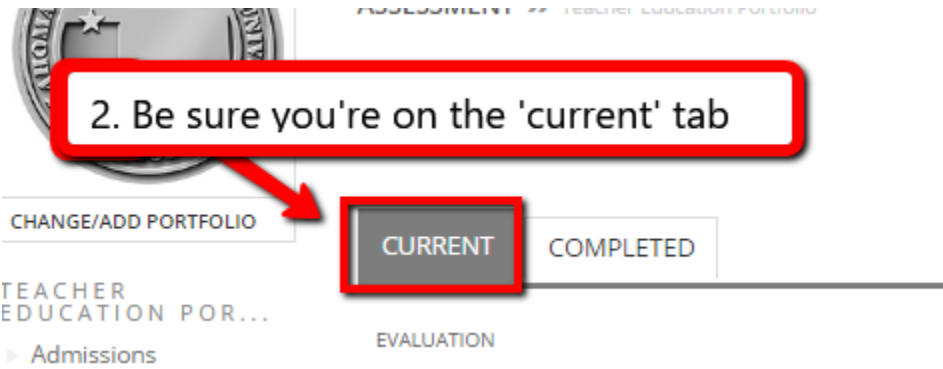 ASSESSMENT >> Teacher Education Portfolio
2. Be sure you're on the 'current' tab
CHANGE/ADD PORTFOLIO
CURRENT
COMPLETED
TEACHER
EDUCATION POR...
Admissions
EVALUATION